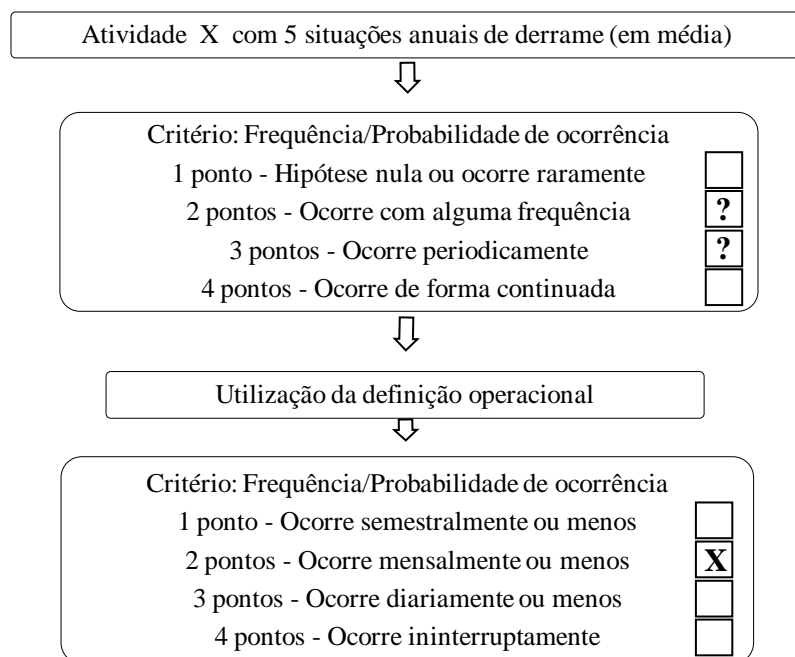 Atividade X com 5 situações anuais de derrame (em média)
Critério: Frequência/Probabilidade de ocorrência
1 ponto - Hipótese nula ou ocorre raramente
2 pontos - Ocorre com alguma frequência ?
3 pontos - Ocorre periodicamente ?
4 pontos - Ocorre de forma continuada
Utilização da definição operacional
Critério: Frequência/Probabilidade de ocorrência
1 ponto - Ocorre semestralmente ou menos
2 pontos - Ocorre mensalmente ou menos X
3 pontos - Ocorre diariamente ou menos
4 pontos - Ocorre ininterruptamente